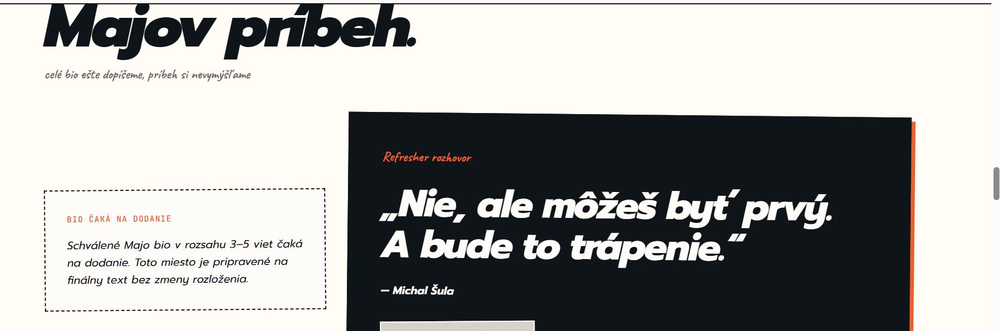 Majov príbeh.
celé bio ešte dopíšeme, príbeh si nevymýšľame
BIO ČAKÁ NA DODANIE
Schválené Majo bio v rozsahu 3–5 viet čaká
na dodanie. Toto miesto je pripravené na
finálny text bez zmeny rozloženia.
Refresher rozhovor
„Nie, ale môžeš byť prvý.
A bude to trápenie.“
— Michal Šula